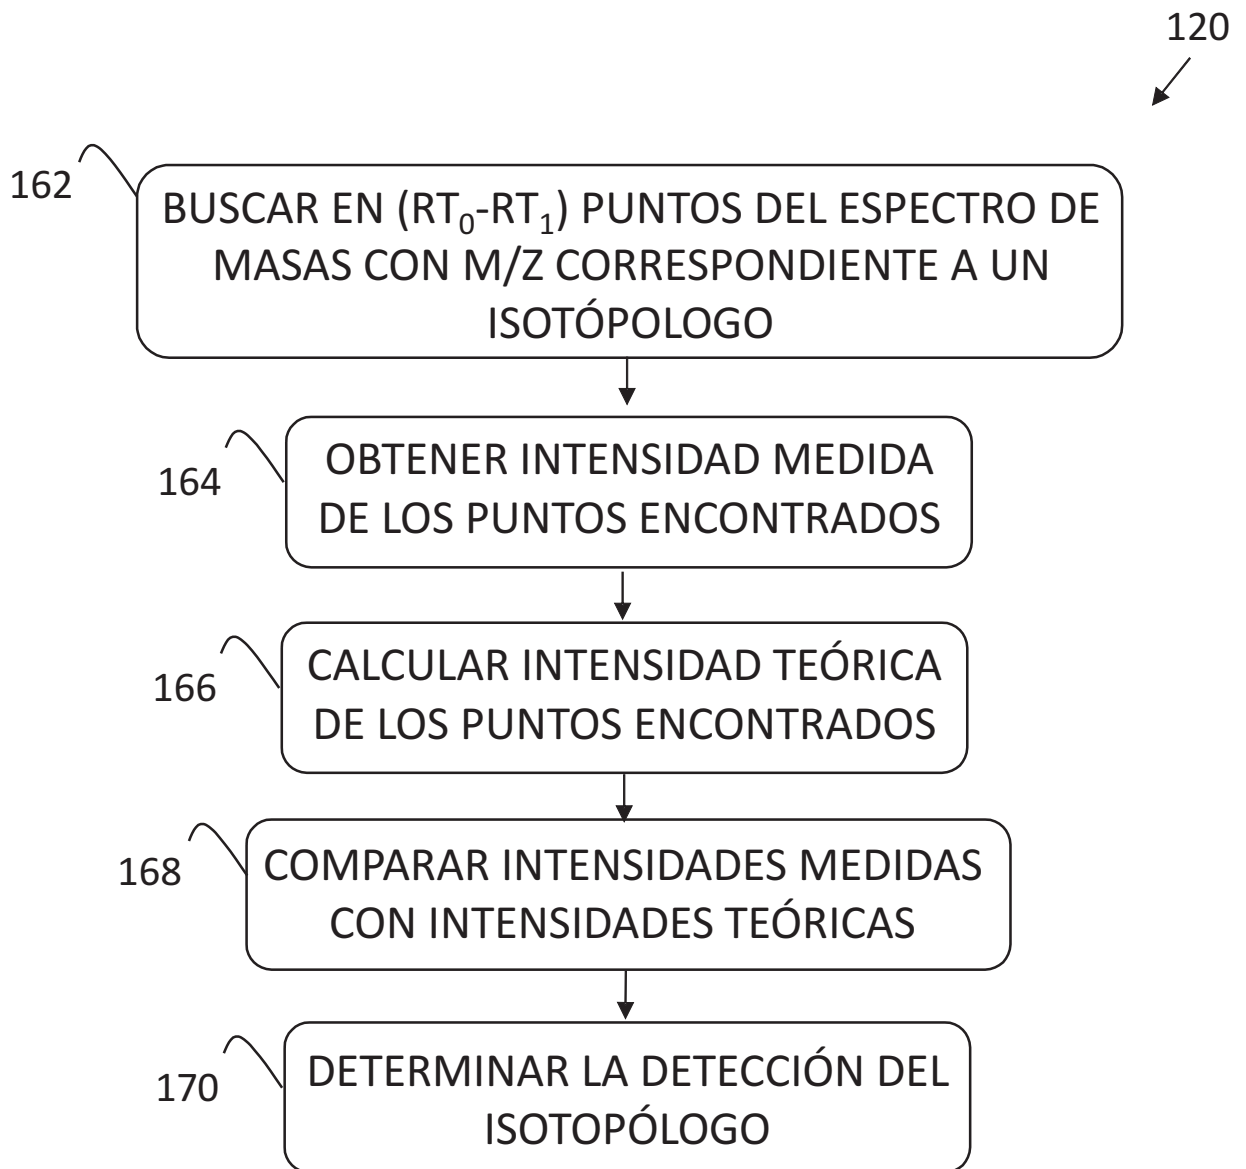 120
162
BUSCAR EN (RT₀-RT₁) PUNTOS DEL ESPECTRO DE
MASAS CON M/Z CORRESPONDIENTE A UN
ISOTÓPOLOGO
164
OBTENER INTENSIDAD MEDIDA
DE LOS PUNTOS ENCONTRADOS
166
CALCULAR INTENSIDAD TEÓRICA
DE LOS PUNTOS ENCONTRADOS
168
COMPARAR INTENSIDADES MEDIDAS
CON INTENSIDADES TEÓRICAS
170
DETERMINAR LA DETECCIÓN DEL
ISOTOPÓLOGO